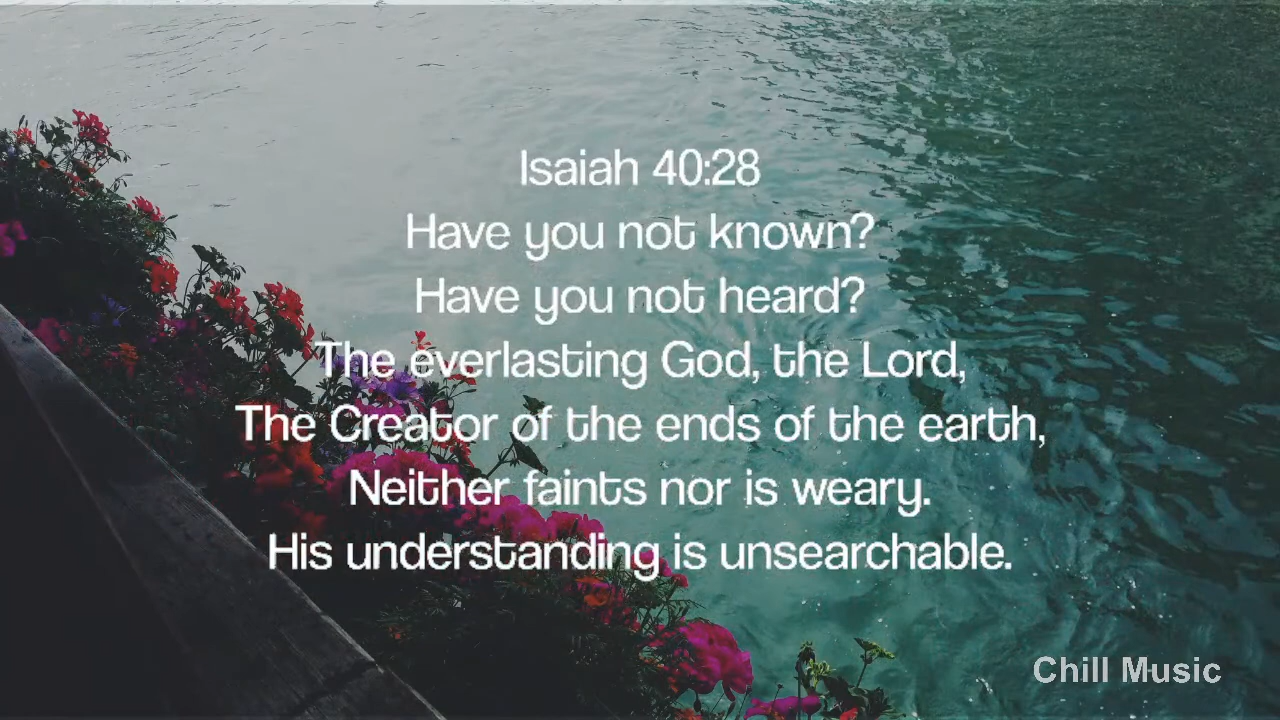 Isaiah 40:28
Have you not known?
Have you not heard?
The everlasting God, the Lord,
The Creator of the ends of the earth,
Neither faints nor is weary.
His understanding is unsearchable.
Chill Music